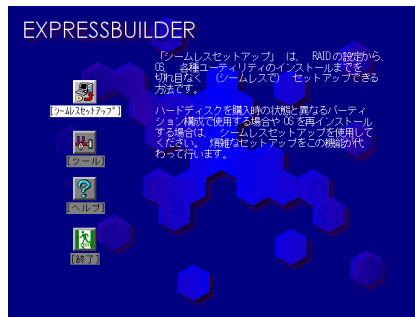 EXPRESSBUILDER
「シームレスセットアップ」 は、 RAIDの設定から、
OS、 各種ユーティリティのインストールまでを
切れ目なく (シームレスで) セットアップできる
方法です。
ハードディスクを購入時の状態と異なるパーティ
ション構成で使用する場合や OSを再インストール
する場合は、 シームレスセットアップを使用して
ください。 煩雑なセットアップをこの機能が代
わって行います。
[シームレスセットアップ]
[ツール]
[ヘルプ]
[終了]